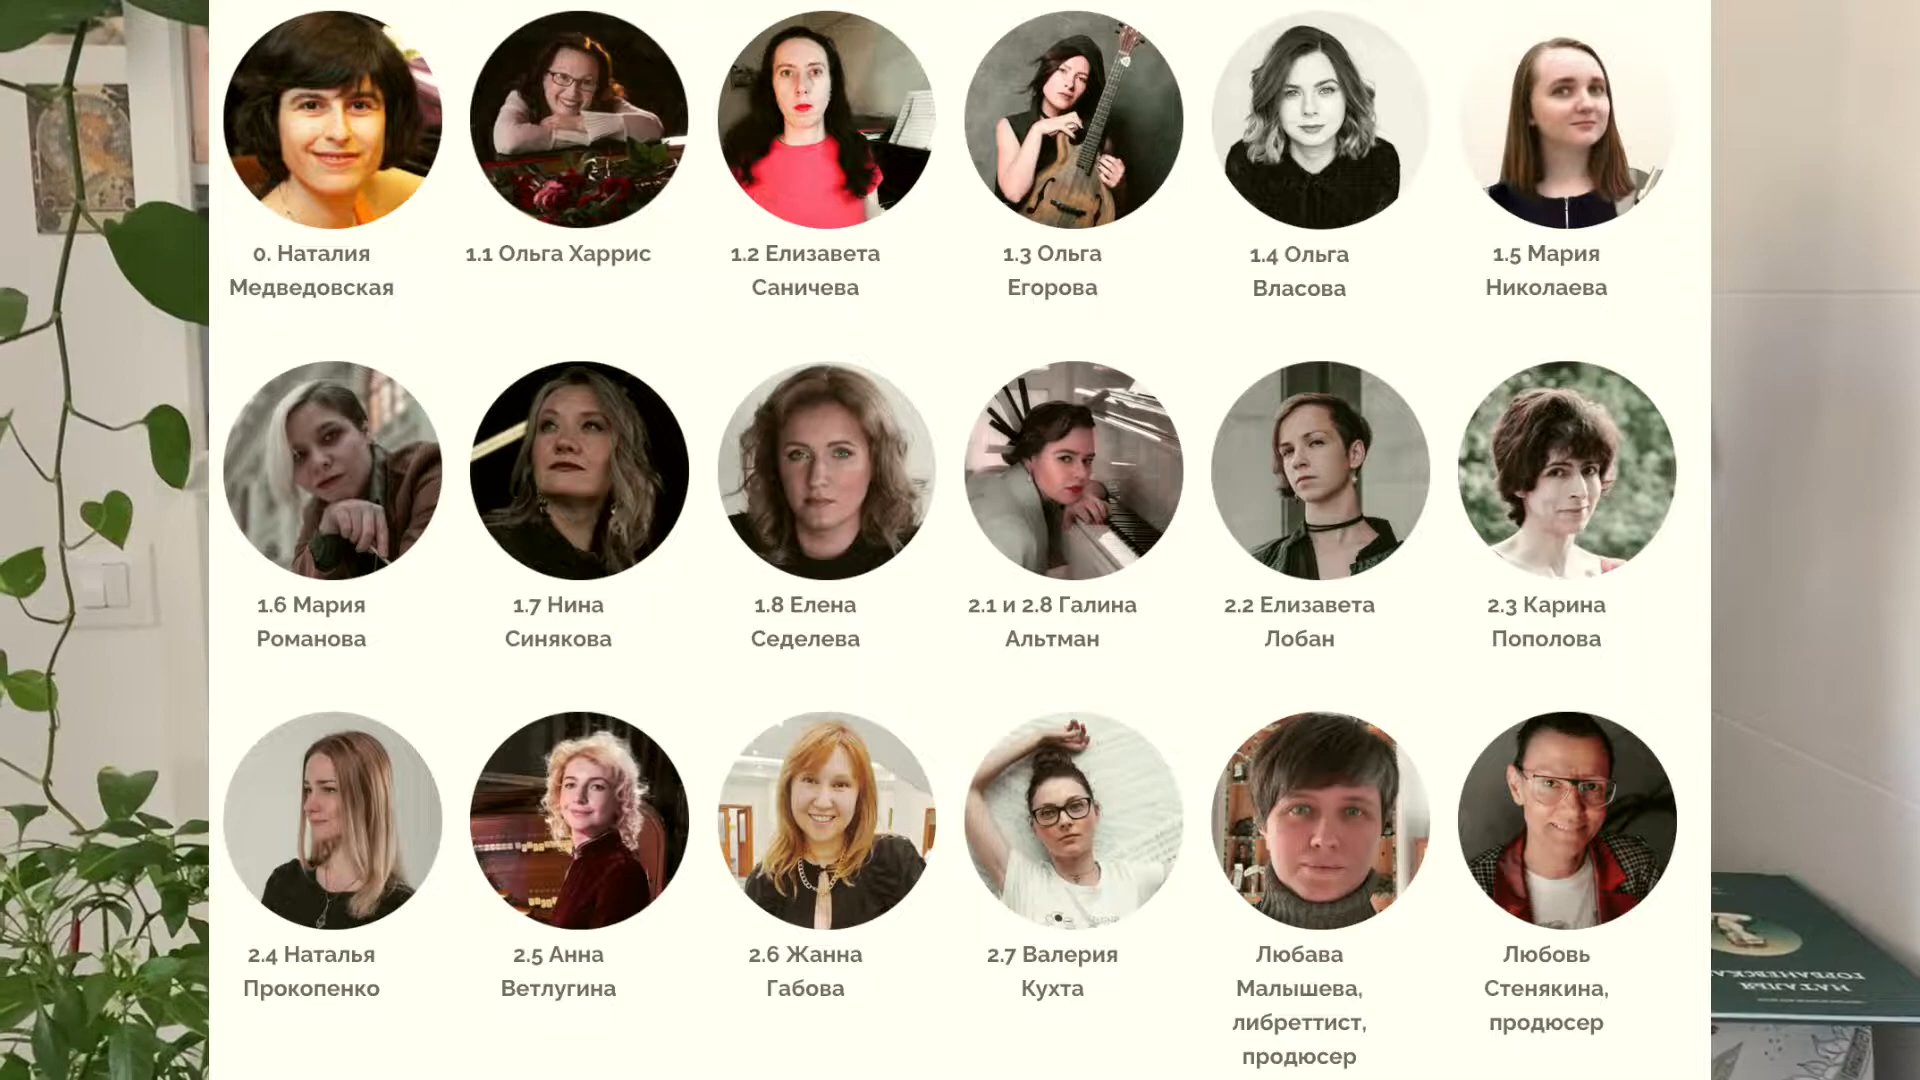 0. Наталия
Медведовская
1.1 Ольга Харрис
1.2 Елизавета
Саничева
1.3 Ольга
Егорова
1.4 Ольга
Власова
1.5 Мария
Николаева
1.6 Мария
Романова
1.7 Нина
Синякова
1.8 Елена
Седелева
2.1 и 2.8 Галина
Альтман
2.2 Елизавета
Лобан
2.3 Карина
Пополова
2.4 Наталья
Прокопенко
2.5 Анна
Ветлугина
2.6 Жанна
Габова
2.7 Валерия
Кухта
Любава
Малышева,
либреттист,
продюсер
Любовь
Стенякина,
продюсер
НАТАЛЬЯ